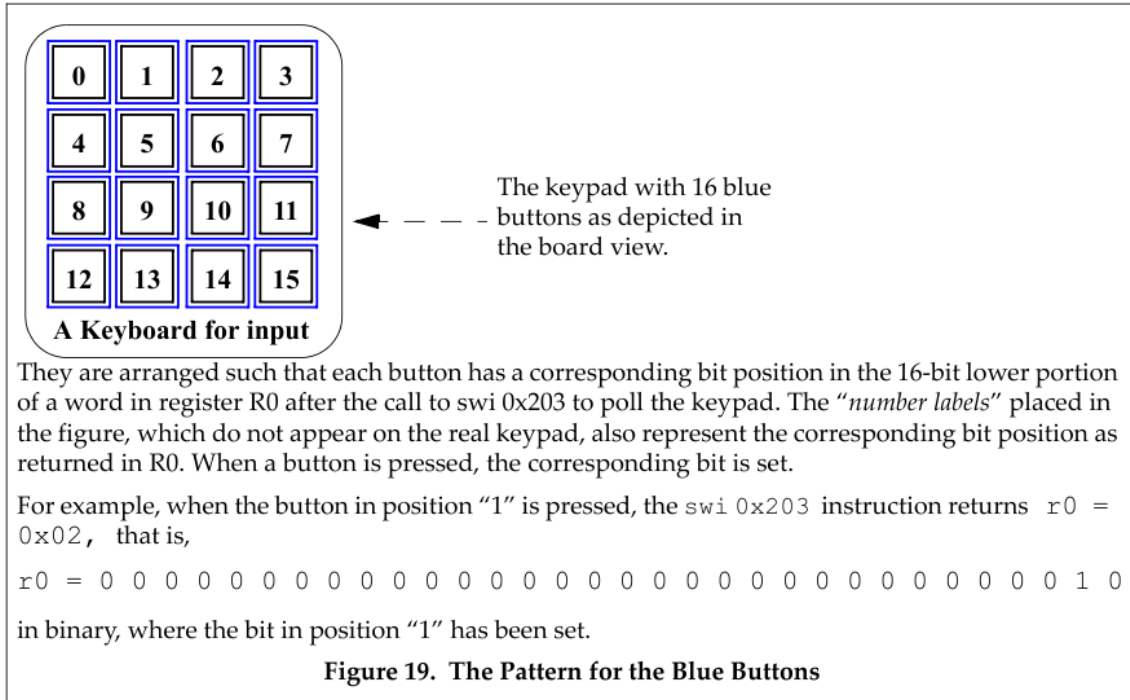 0 1 2 3
4 5 6 7
8 9 10 11
12 13 14 15
A Keyboard for input
The keypad with 16 blue
buttons as depicted in
the board view.
They are arranged such that each button has a corresponding bit position in the 16-bit lower portion
of a word in register R0 after the call to swi 0x203 to poll the keypad. The “number labels” placed in
the figure, which do not appear on the real keypad, also represent the corresponding bit position as
returned in R0. When a button is pressed, the corresponding bit is set.
For example, when the button in position “1” is pressed, the swi 0x203 instruction returns r0 =
0x02, that is,
r0 = 0 0 0 0 0 0 0 0 0 0 0 0 0 0 0 0 0 0 0 0 0 0 0 0 0 0 0 0 0 0 1 0
in binary, where the bit in position “1” has been set.
Figure 19. The Pattern for the Blue Buttons